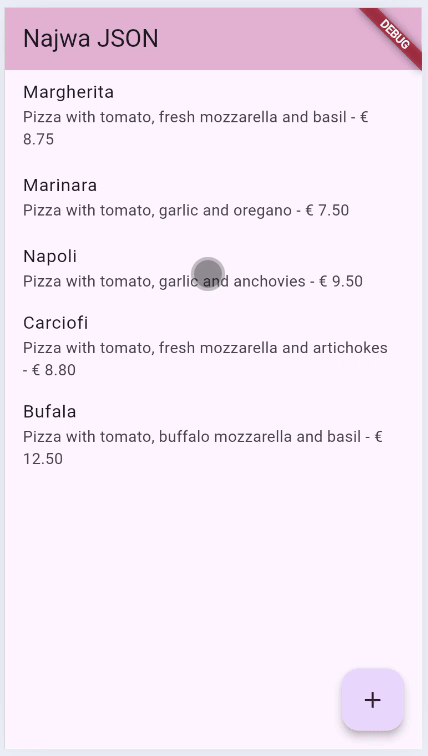 Najwa JSON
DEBUG
Margherita
Pizza with tomato, fresh mozzarella and basil - €
8.75
Marinara
Pizza with tomato, garlic and oregano - € 7.50
Napoli
Pizza with tomato, garlic and anchovies - € 9.50
Carciofi
Pizza with tomato, fresh mozzarella and artichokes
- € 8.80
Bufala
Pizza with tomato, buffalo mozzarella and basil - €
12.50
+